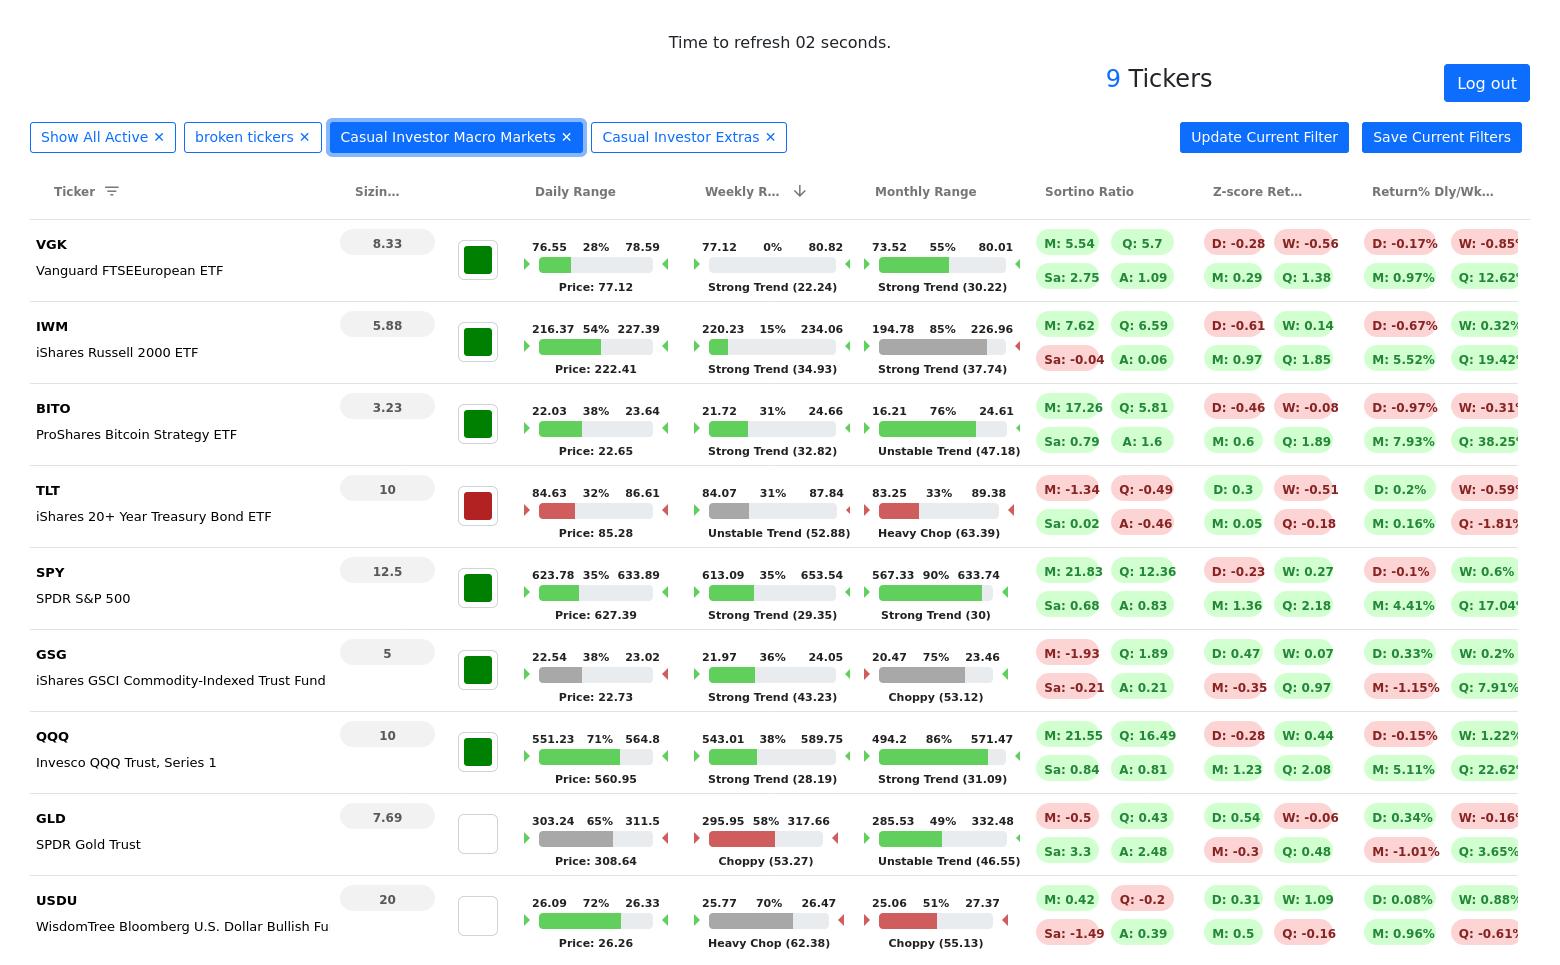 Time to refresh 02 seconds.
9 Tickers
Log out
Show All Active ✕ broken tickers ✕ Casual Investor Macro Markets ✕ Casual Investor Extras ✕ Update Current Filter Save Current Filters
Ticker Sizin... Daily Range Weekly R... Monthly Range Sortino Ratio Z-score Ret... Return% Dly/Wk...
VGK 8.33 76.55 28% 78.59 77.12 0% 80.82 73.52 55% 80.01 M: 5.54 Q: 5.7 D: -0.28 W: -0.56 D: -0.17% W: -0.85%
Vanguard FTSEEuropean ETF Price: 77.12 Strong Trend (22.24) Strong Trend (30.22) Sa: 2.75 A: 1.09 M: 0.29 Q: 1.38 M: 0.97% Q: 12.62%
IWM 5.88 216.37 54% 227.39 220.23 15% 234.06 194.78 85% 226.96 M: 7.62 Q: 6.59 D: -0.61 W: 0.14 D: -0.67% W: 0.32%
iShares Russell 2000 ETF Price: 222.41 Strong Trend (34.93) Strong Trend (37.74) Sa: -0.04 A: 0.06 M: 0.97 Q: 1.85 M: 5.52% Q: 19.42%
BITO 3.23 22.03 38% 23.64 21.72 31% 24.66 16.21 76% 24.61 M: 17.26 Q: 5.81 D: -0.46 W: -0.08 D: -0.97% W: -0.31%
ProShares Bitcoin Strategy ETF Price: 22.65 Strong Trend (32.82) Unstable Trend (47.18) Sa: 0.79 A: 1.6 M: 0.6 Q: 1.89 M: 7.93% Q: 38.25%
TLT 10 84.63 32% 86.61 84.07 31% 87.84 83.25 33% 89.38 M: -1.34 Q: -0.49 D: 0.3 W: -0.51 D: 0.2% W: -0.59%
iShares 20+ Year Treasury Bond ETF Price: 85.28 Unstable Trend (52.88) Heavy Chop (63.39) Sa: 0.02 A: -0.46 M: 0.05 Q: -0.18 M: 0.16% Q: -1.81%
SPY 12.5 623.78 35% 633.89 613.09 35% 653.54 567.33 90% 633.74 M: 21.83 Q: 12.36 D: -0.23 W: 0.27 D: -0.1% W: 0.6%
SPDR S&P 500 Price: 627.39 Strong Trend (29.35) Strong Trend (30) Sa: 0.68 A: 0.83 M: 1.36 Q: 2.18 M: 4.41% Q: 17.04%
GSG 5 22.54 38% 23.02 21.97 36% 24.05 20.47 75% 23.46 M: -1.93 Q: 1.89 D: 0.47 W: 0.07 D: 0.33% W: 0.2%
iShares GSCI Commodity-Indexed Trust Fund Price: 22.73 Strong Trend (43.23) Choppy (53.12) Sa: -0.21 A: 0.21 M: -0.35 Q: 0.97 M: -1.15% Q: 7.91%
QQQ 10 551.23 71% 564.8 543.01 38% 589.75 494.2 86% 571.47 M: 21.55 Q: 16.49 D: -0.28 W: 0.44 D: -0.15% W: 1.22%
Invesco QQQ Trust, Series 1 Price: 560.95 Strong Trend (28.19) Strong Trend (31.09) Sa: 0.84 A: 0.81 M: 1.23 Q: 2.08 M: 5.11% Q: 22.62%
GLD 7.69 303.24 65% 311.5 295.95 58% 317.66 285.53 49% 332.48 M: -0.5 Q: 0.43 D: 0.54 W: -0.06 D: 0.34% W: -0.16%
SPDR Gold Trust Price: 308.64 Choppy (53.27) Unstable Trend (46.55) Sa: 3.3 A: 2.48 M: -0.3 Q: 0.48 M: -1.01% Q: 3.65%
USDU 20 26.09 72% 26.33 25.77 70% 26.47 25.06 51% 27.37 M: 0.42 Q: -0.2 D: 0.31 W: 1.09 D: 0.08% W: 0.88%
WisdomTree Bloomberg U.S. Dollar Bullish Fu Price: 26.26 Heavy Chop (62.38) Choppy (55.13) Sa: -1.49 A: 0.39 M: 0.5 Q: -0.16 M: 0.96% Q: -0.61%